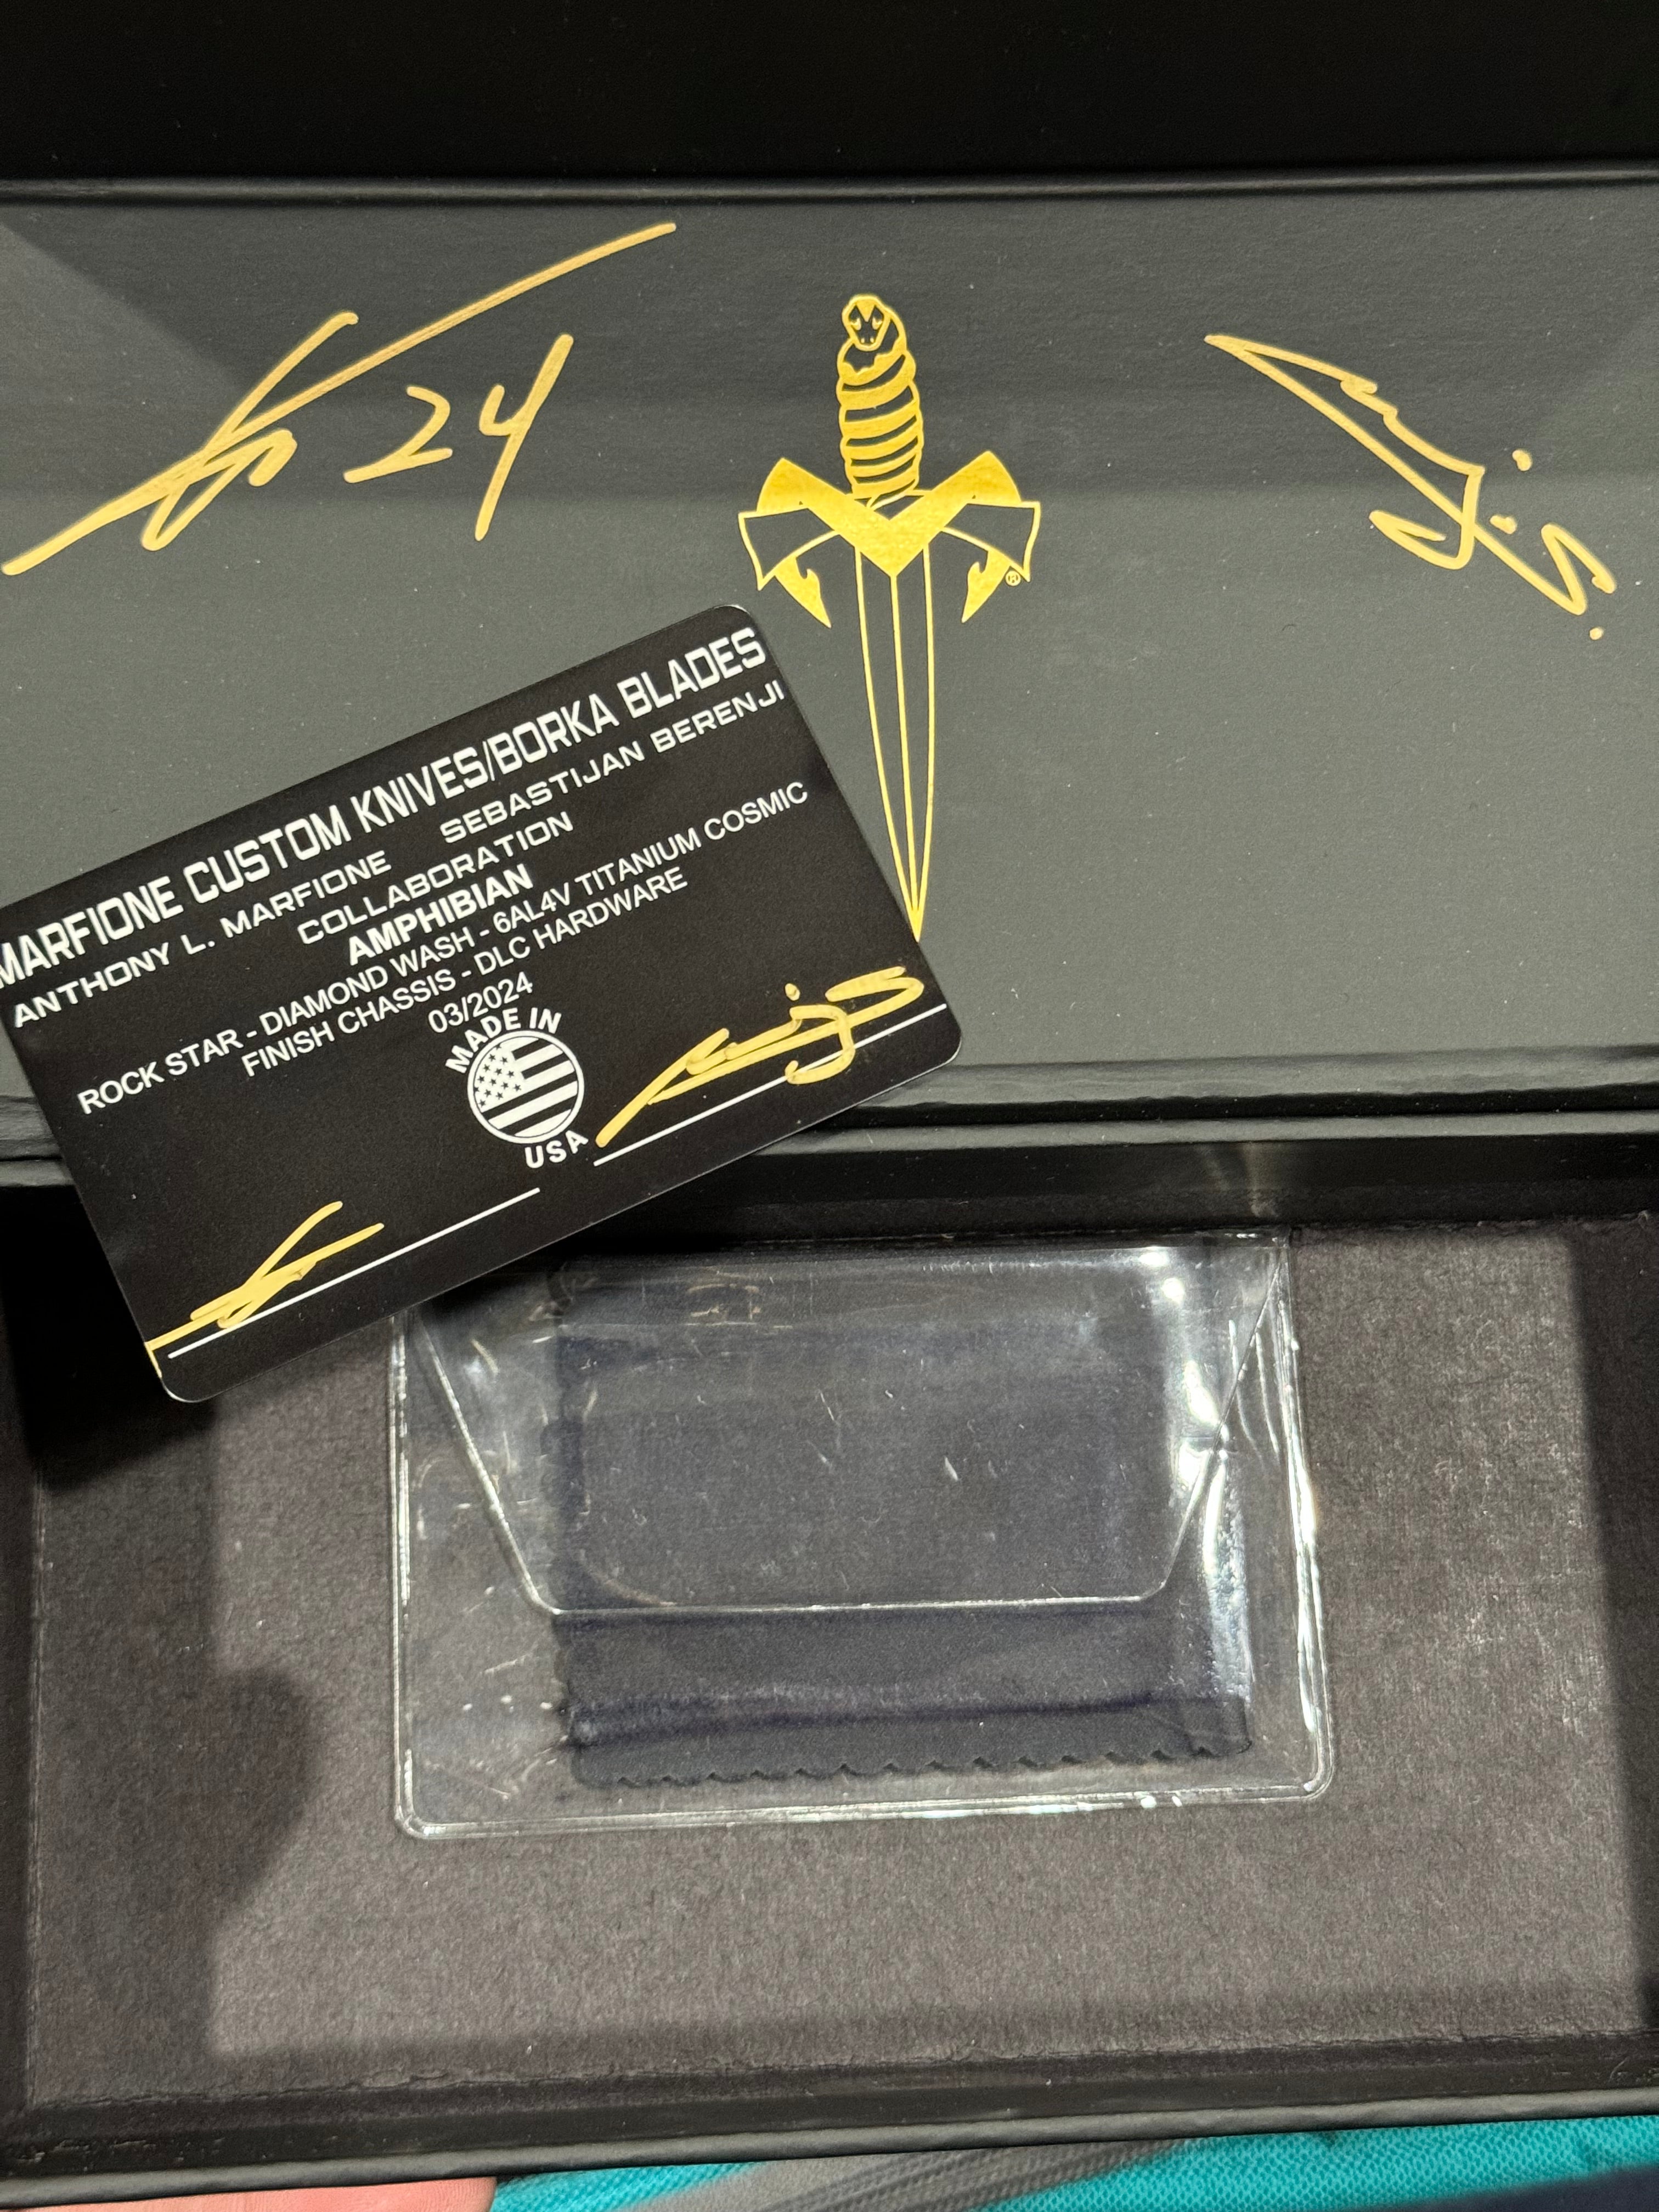 24
®
MARFIONE CUSTOM KNIVES/BORKA BLADES
ANTHONY L. MARFIONE SEBASTIJAN BERENJI
COLLABORATION
AMPHIBIAN
ROCK STAR - DIAMOND WASH - 6AL4V TITANIUM COSMIC
FINISH CHASSIS - DLC HARDWARE
03/2024
MADE IN
USA